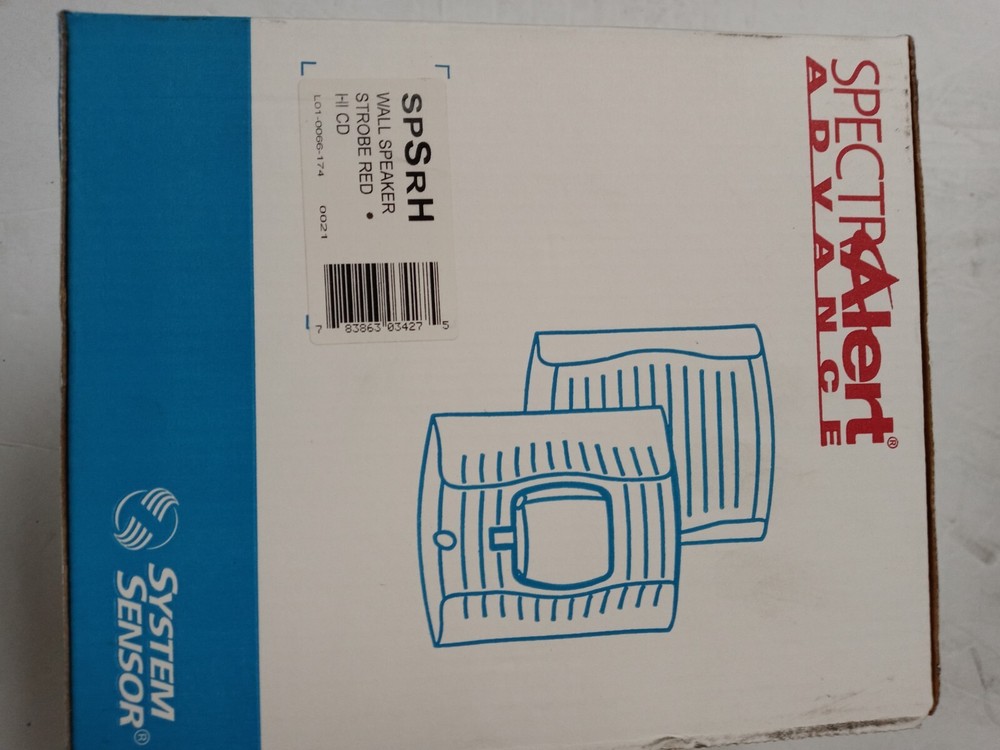 SPECTRAlert®
ADVANCE
SPSRH
WALL SPEAKER
STROBE RED •
HI CD
L01-0066-174 0021
7 83863 03427 5
SYSTEM
SENSOR®